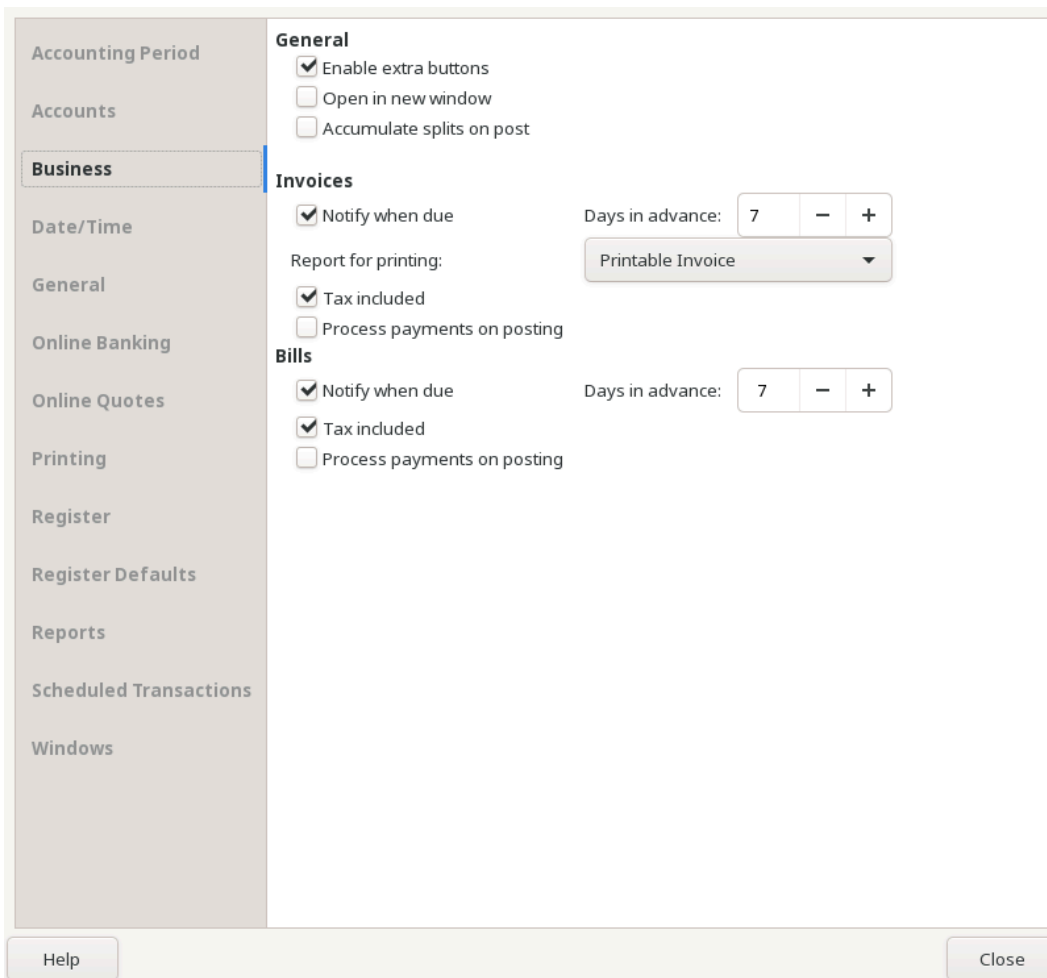 Accounting Period
Accounts
Business
Date/Time
General
Online Banking
Online Quotes
Printing
Register
Register Defaults
Reports
Scheduled Transactions
Windows
General
Enable extra buttons
Open in new window
Accumulate splits on post
Invoices
Notify when due Days in advance: 7 − +
Report for printing: Printable Invoice
Tax included
Process payments on posting
Bills
Notify when due Days in advance: 7 − +
Tax included
Process payments on posting
Help Close